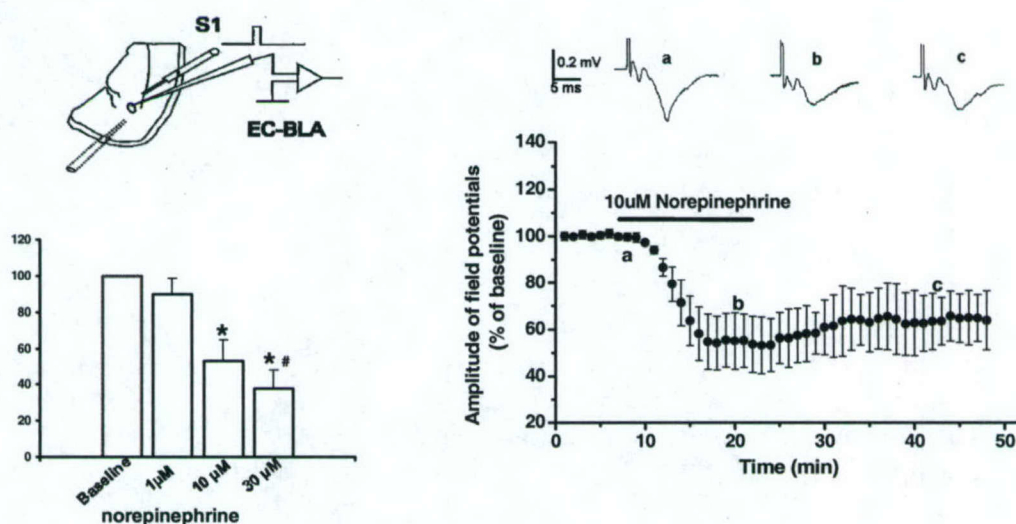 S1
EC-BLA
0.2 mV
5 ms
a
b
c
120
100
80
60
40
20
0
*
*
#
Baseline
1µM
10 µM
30 µM
norepinephrine
Amplitude of field potentials
(% of baseline)
140
120
100
80
60
40
20
10uM Norepinephrine
a
b
c
0
10
20
30
40
50
Time (min)